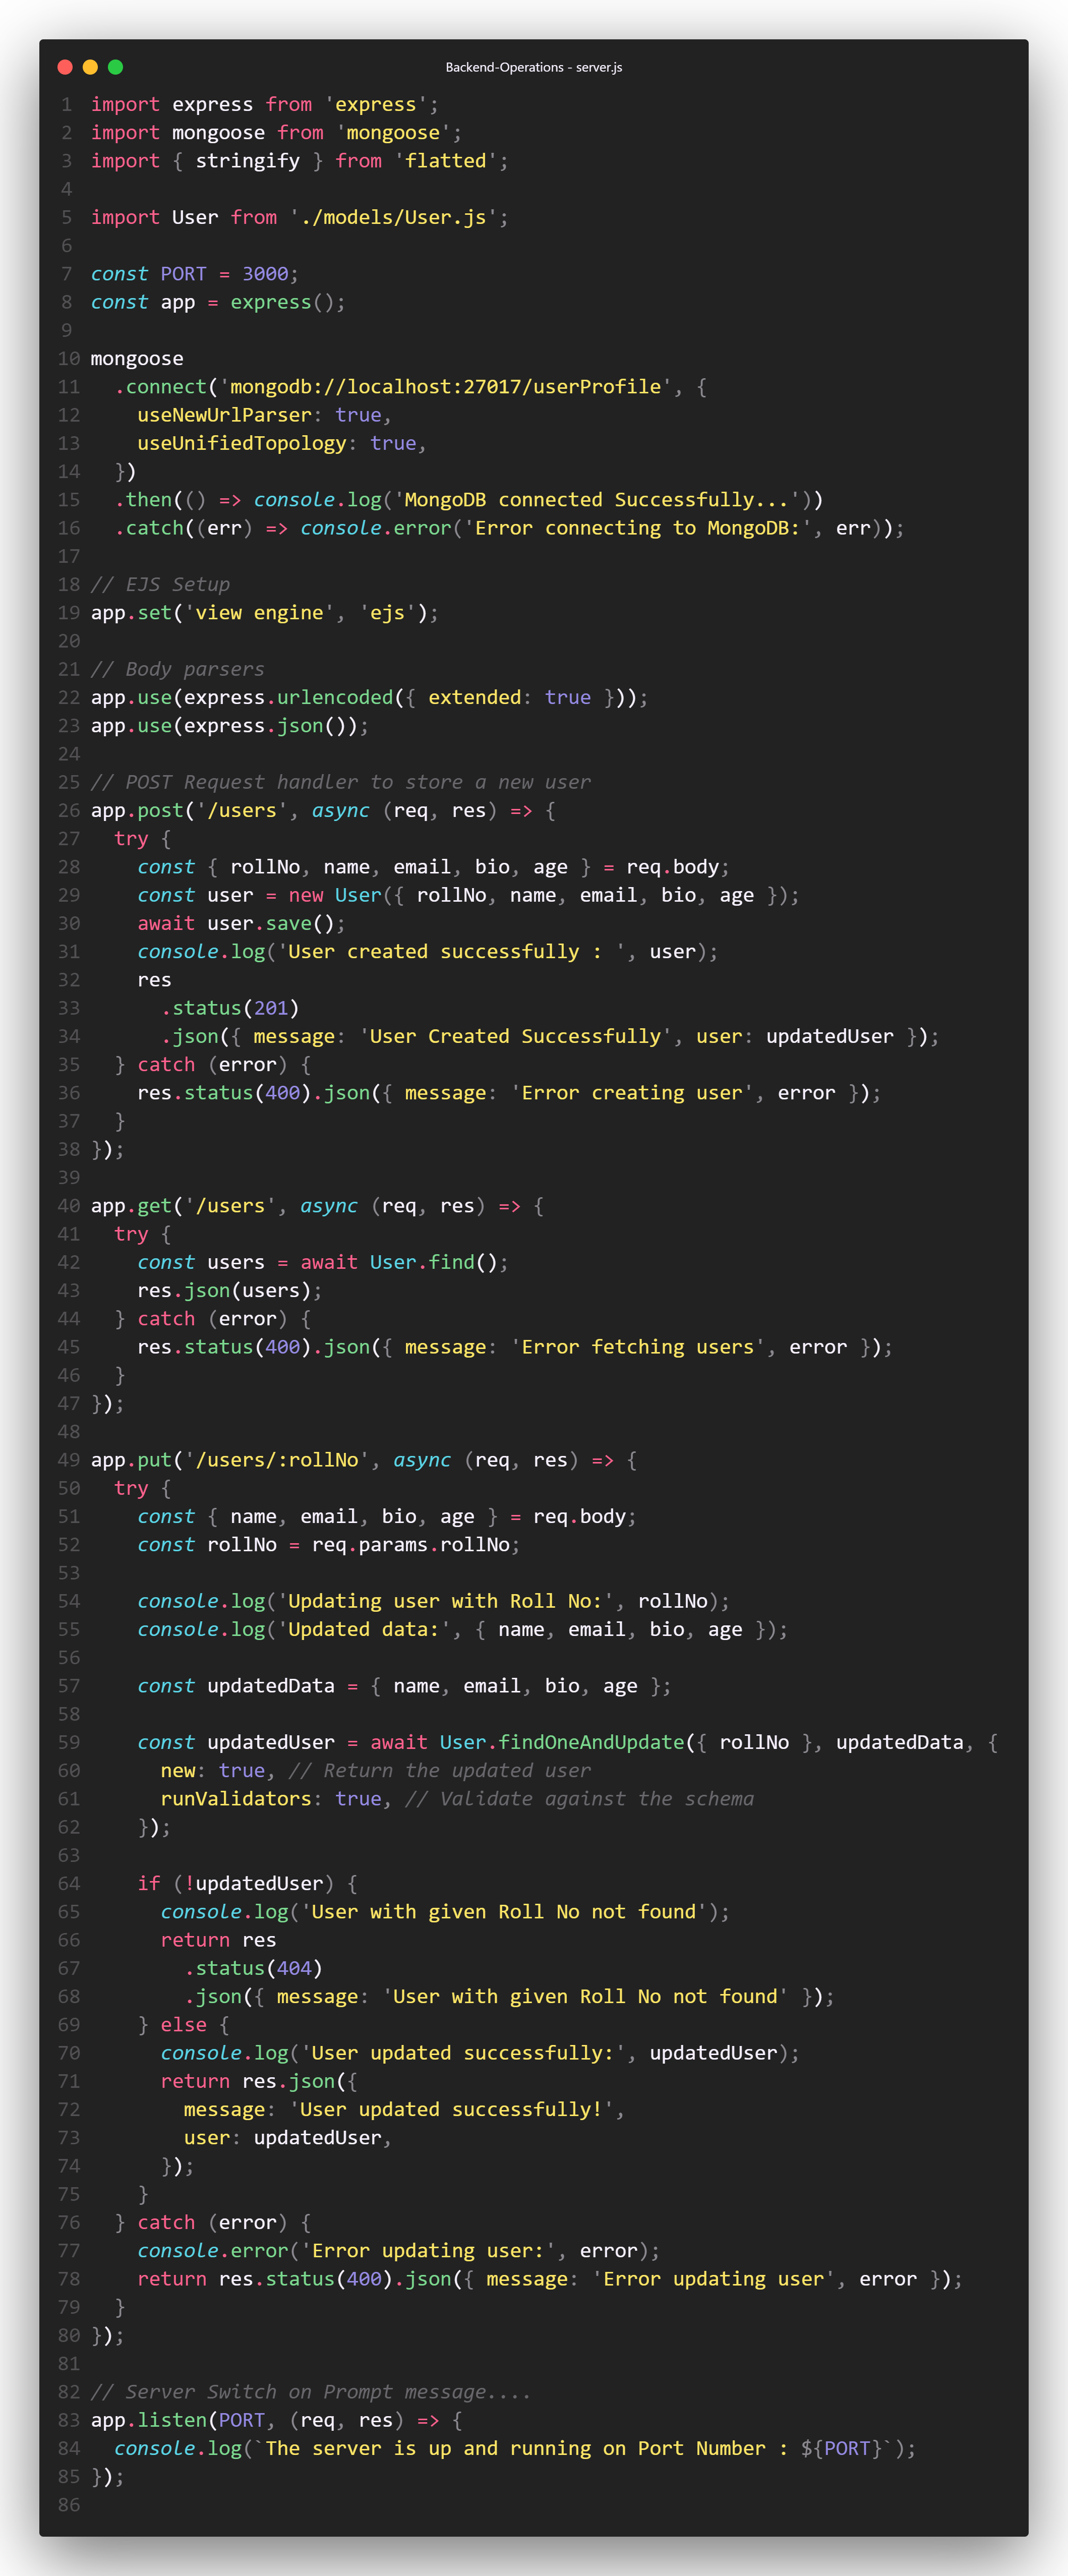 Backend-Operations - server.js
1 import express from 'express';
2 import mongoose from 'mongoose';
3 import { stringify } from 'flatted';
4
5 import User from './models/User.js';
6
7 const PORT = 3000;
8 const app = express();
9
10 mongoose
11   .connect('mongodb://localhost:27017/userProfile', {
12     useNewUrlParser: true,
13     useUnifiedTopology: true,
14   })
15   .then(() => console.log('MongoDB connected Successfully...'))
16   .catch((err) => console.error('Error connecting to MongoDB:', err));
17
18 // EJS Setup
19 app.set('view engine', 'ejs');
20
21 // Body parsers
22 app.use(express.urlencoded({ extended: true }));
23 app.use(express.json());
24
25 // POST Request handler to store a new user
26 app.post('/users', async (req, res) => {
27   try {
28     const { rollNo, name, email, bio, age } = req.body;
29     const user = new User({ rollNo, name, email, bio, age });
30     await user.save();
31     console.log('User created successfully : ', user);
32     res
33       .status(201)
34       .json({ message: 'User Created Successfully', user: updatedUser });
35   } catch (error) {
36     res.status(400).json({ message: 'Error creating user', error });
37   }
38 });
39
40 app.get('/users', async (req, res) => {
41   try {
42     const users = await User.find();
43     res.json(users);
44   } catch (error) {
45     res.status(400).json({ message: 'Error fetching users', error });
46   }
47 });
48
49 app.put('/users/:rollNo', async (req, res) => {
50   try {
51     const { name, email, bio, age } = req.body;
52     const rollNo = req.params.rollNo;
53
54     console.log('Updating user with Roll No:', rollNo);
55     console.log('Updated data:', { name, email, bio, age });
56
57     const updatedData = { name, email, bio, age };
58
59     const updatedUser = await User.findOneAndUpdate({ rollNo }, updatedData, {
60       new: true, // Return the updated user
61       runValidators: true, // Validate against the schema
62     });
63
64     if (!updatedUser) {
65       console.log('User with given Roll No not found');
66       return res
67         .status(404)
68         .json({ message: 'User with given Roll No not found' });
69     } else {
70       console.log('User updated successfully:', updatedUser);
71       return res.json({
72         message: 'User updated successfully!',
73         user: updatedUser,
74       });
75     }
76   } catch (error) {
77     console.error('Error updating user:', error);
78     return res.status(400).json({ message: 'Error updating user', error });
79   }
80 });
81
82 // Server Switch on Prompt message....
83 app.listen(PORT, (req, res) => {
84   console.log(`The server is up and running on Port Number : ${PORT}`);
85 });
86